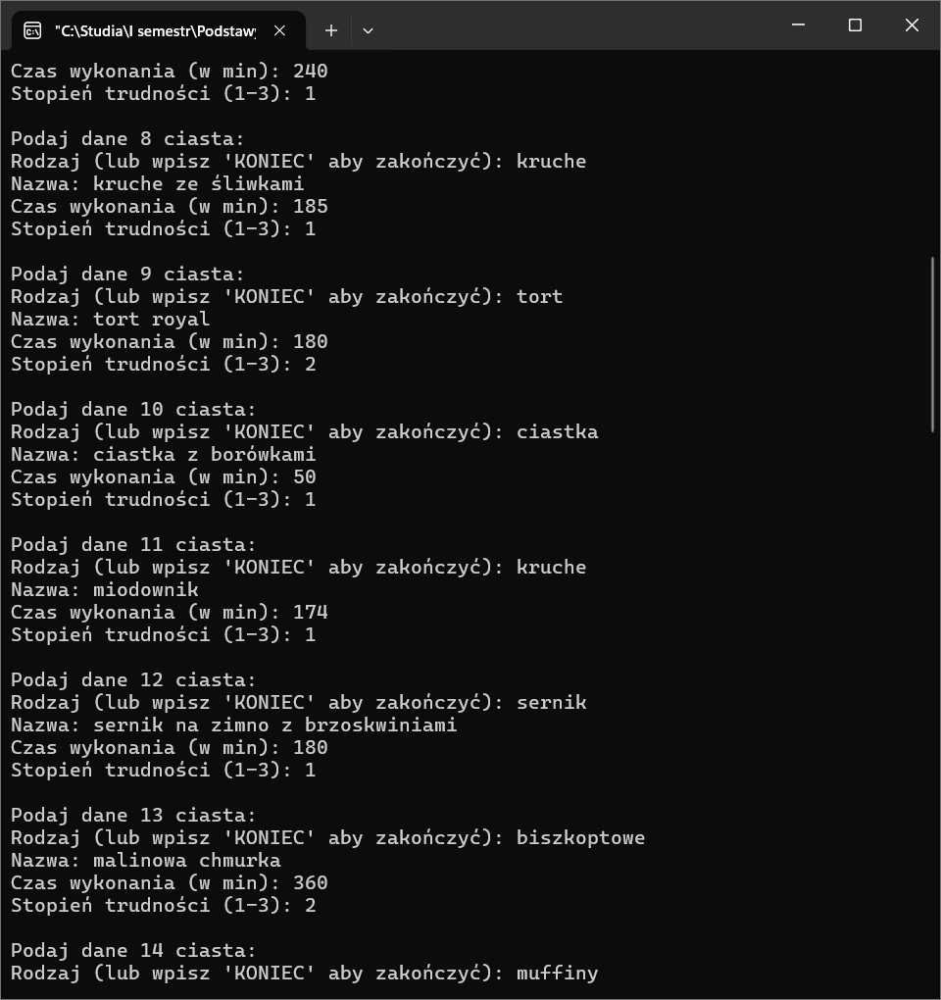 "C:\Studia\I semestr\Podstawy
Czas wykonania (w min): 240
Stopień trudności (1-3): 1
Podaj dane 8 ciasta:
Rodzaj (lub wpisz 'KONIEC' aby zakończyć): kruche
Nazwa: kruche ze śliwkami
Czas wykonania (w min): 185
Stopień trudności (1-3): 1
Podaj dane 9 ciasta:
Rodzaj (lub wpisz 'KONIEC' aby zakończyć): tort
Nazwa: tort royal
Czas wykonania (w min): 180
Stopień trudności (1-3): 2
Podaj dane 10 ciasta:
Rodzaj (lub wpisz 'KONIEC' aby zakończyć): ciastka
Nazwa: ciastka z borówkami
Czas wykonania (w min): 50
Stopień trudności (1-3): 1
Podaj dane 11 ciasta:
Rodzaj (lub wpisz 'KONIEC' aby zakończyć): kruche
Nazwa: miodownik
Czas wykonania (w min): 174
Stopień trudności (1-3): 1
Podaj dane 12 ciasta:
Rodzaj (lub wpisz 'KONIEC' aby zakończyć): sernik
Nazwa: sernik na zimno z brzoskwiniami
Czas wykonania (w min): 180
Stopień trudności (1-3): 1
Podaj dane 13 ciasta:
Rodzaj (lub wpisz 'KONIEC' aby zakończyć): biszkoptowe
Nazwa: malinowa chmurka
Czas wykonania (w min): 360
Stopień trudności (1-3): 2
Podaj dane 14 ciasta:
Rodzaj (lub wpisz 'KONIEC' aby zakończyć): muffiny